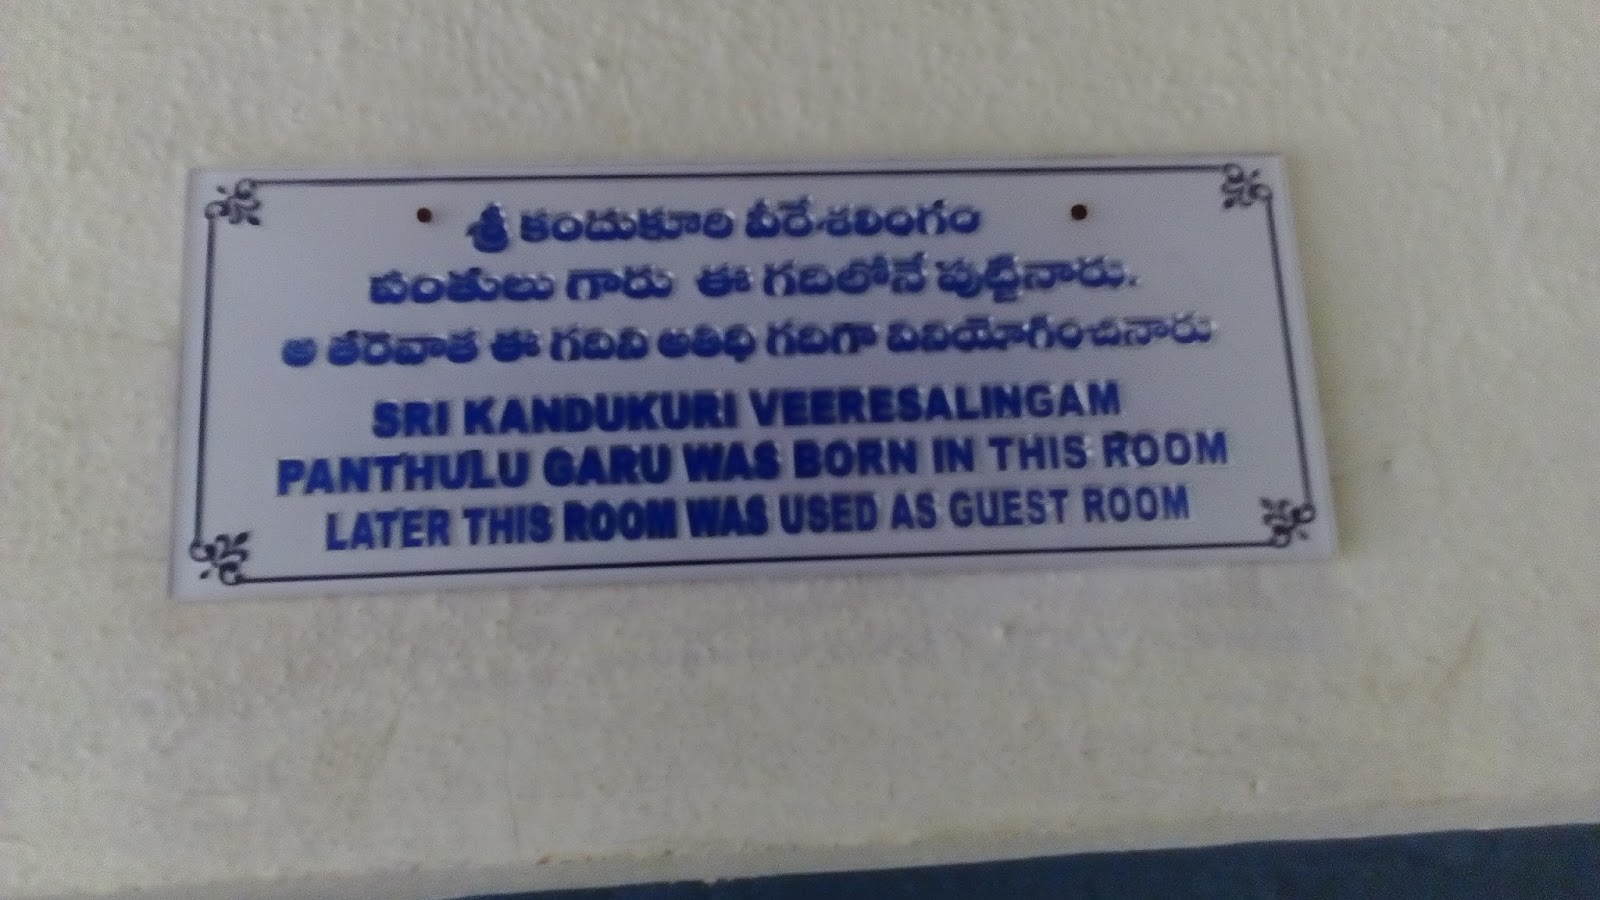 శ్రీ కందుకూరి వీరేశలింగం
పంతులు గారు ఈ గదిలోనే పుట్టినారు.
ఆ తరువాత ఈ గదిని అతిథి గదిగా వినియోగించినారు
SRI KANDUKURI VEERESALINGAM
PANTHULU GARU WAS BORN IN THIS ROOM
LATER THIS ROOM WAS USED AS GUEST ROOM